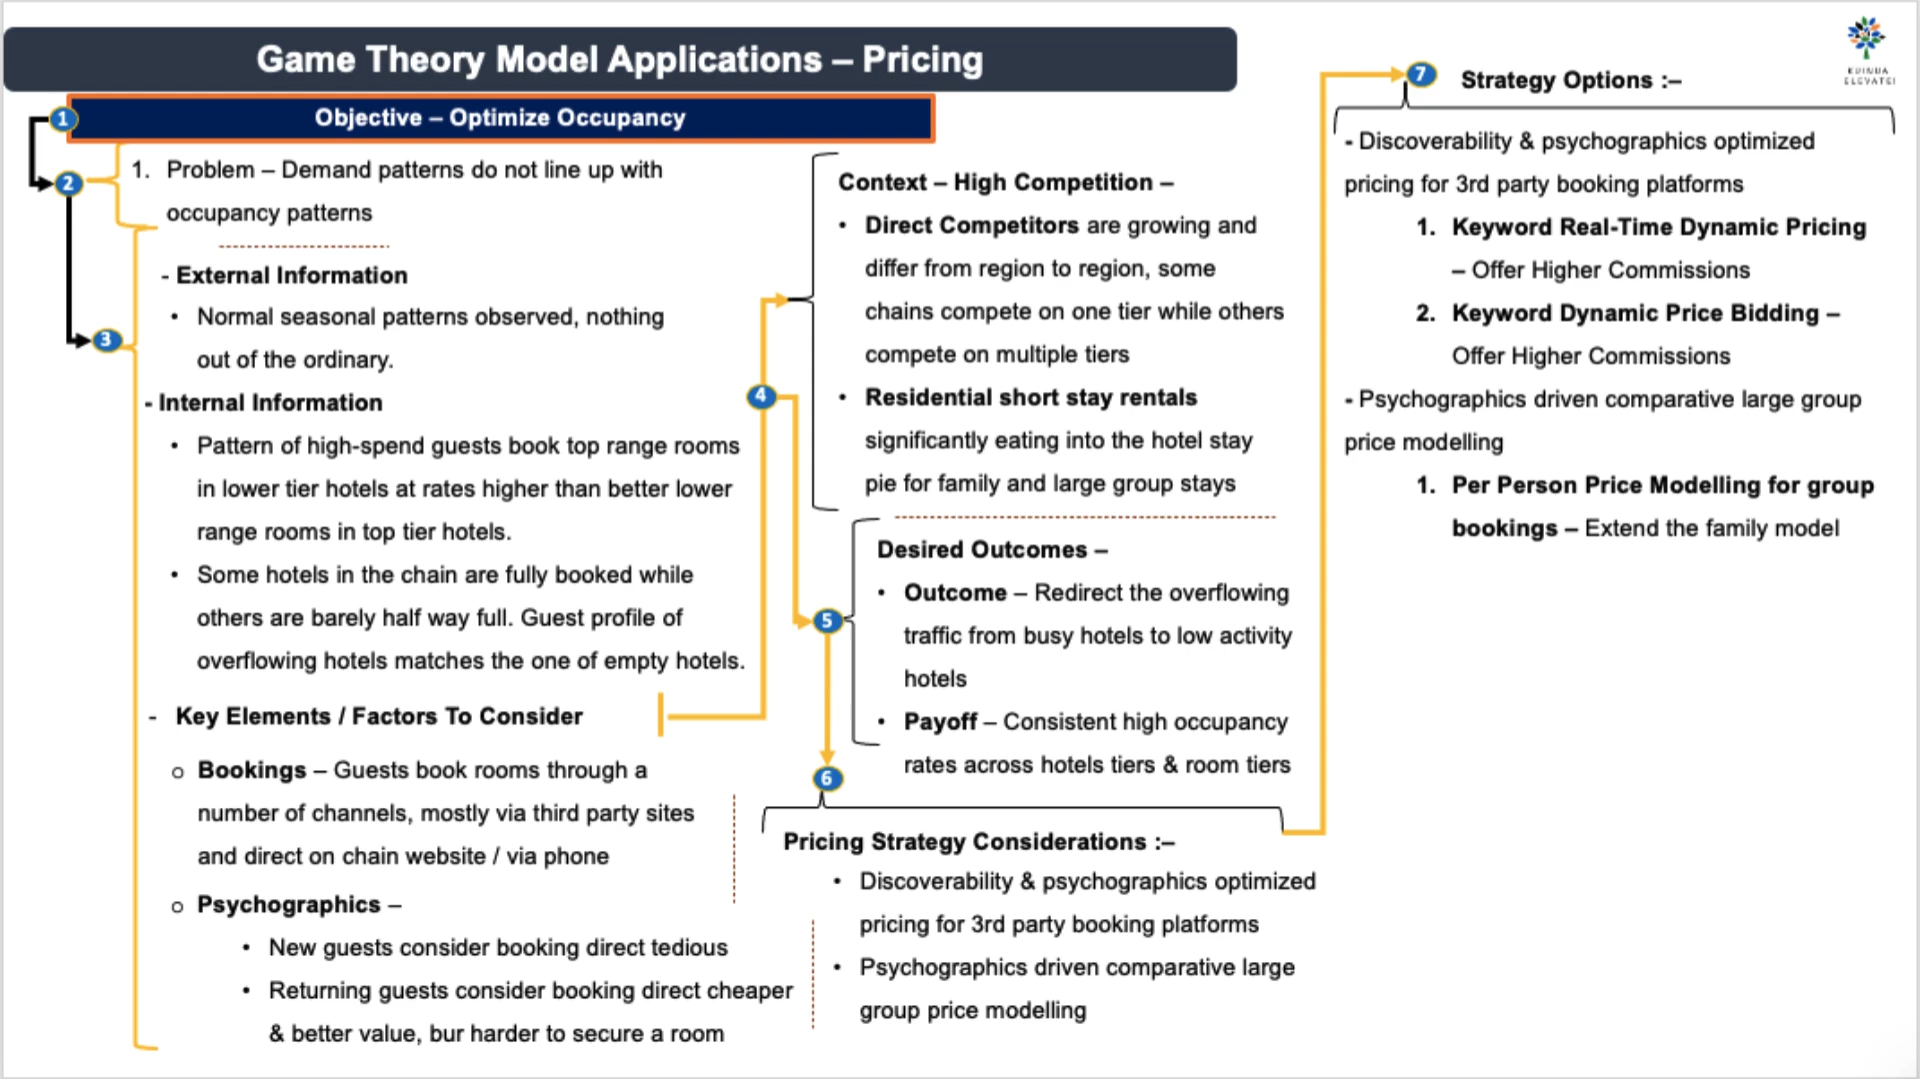 Game Theory Model Applications – Pricing
1
Objective – Optimize Occupancy
2
1. Problem – Demand patterns do not line up with
occupancy patterns
3
- External Information
• Normal seasonal patterns observed, nothing
out of the ordinary.
- Internal Information
• Pattern of high-spend guests book top range rooms
in lower tier hotels at rates higher than better lower
range rooms in top tier hotels.
• Some hotels in the chain are fully booked while
others are barely half way full. Guest profile of
overflowing hotels matches the one of empty hotels.
- Key Elements / Factors To Consider
o Bookings – Guests book rooms through a
number of channels, mostly via third party sites
and direct on chain website / via phone
o Psychographics –
• New guests consider booking direct tedious
• Returning guests consider booking direct cheaper
& better value, bur harder to secure a room
4
Context – High Competition –
• Direct Competitors are growing and
differ from region to region, some
chains compete on one tier while others
compete on multiple tiers
• Residential short stay rentals
significantly eating into the hotel stay
pie for family and large group stays
5
Desired Outcomes –
• Outcome – Redirect the overflowing
traffic from busy hotels to low activity
hotels
• Payoff – Consistent high occupancy
rates across hotels tiers & room tiers
6
Pricing Strategy Considerations :–
• Discoverability & psychographics optimized
pricing for 3rd party booking platforms
• Psychographics driven comparative large
group price modelling
7
Strategy Options :–
- Discoverability & psychographics optimized
pricing for 3rd party booking platforms
1. Keyword Real-Time Dynamic Pricing
– Offer Higher Commissions
2. Keyword Dynamic Price Bidding –
Offer Higher Commissions
- Psychographics driven comparative large group
price modelling
1. Per Person Price Modelling for group
bookings – Extend the family model